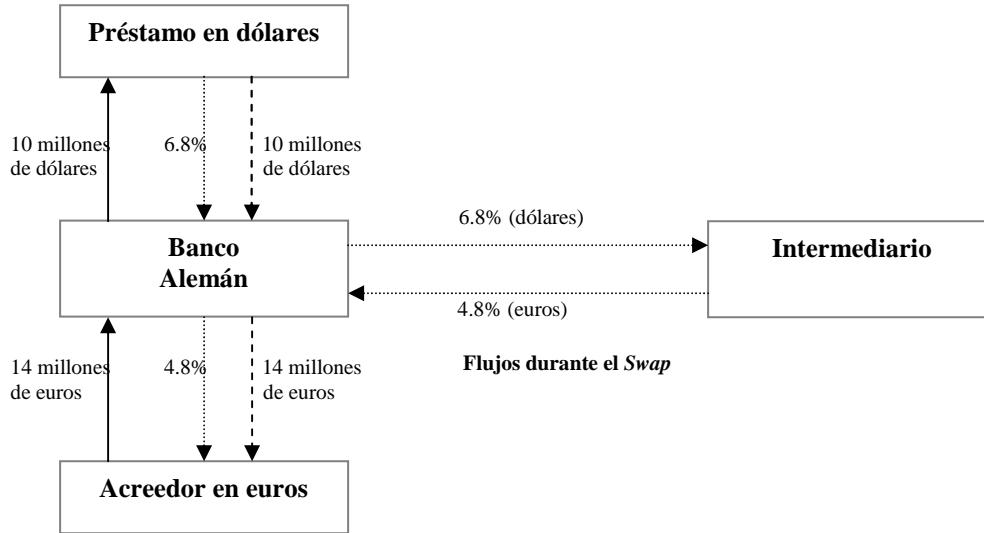 Préstamo en dólares
10 millones
de dólares
6.8%
10 millones
de dólares
Banco
Alemán
6.8% (dólares)
4.8% (euros)
Intermediario
Flujos durante el Swap
14 millones
de euros
4.8%
14 millones
de euros
Acreedor en euros